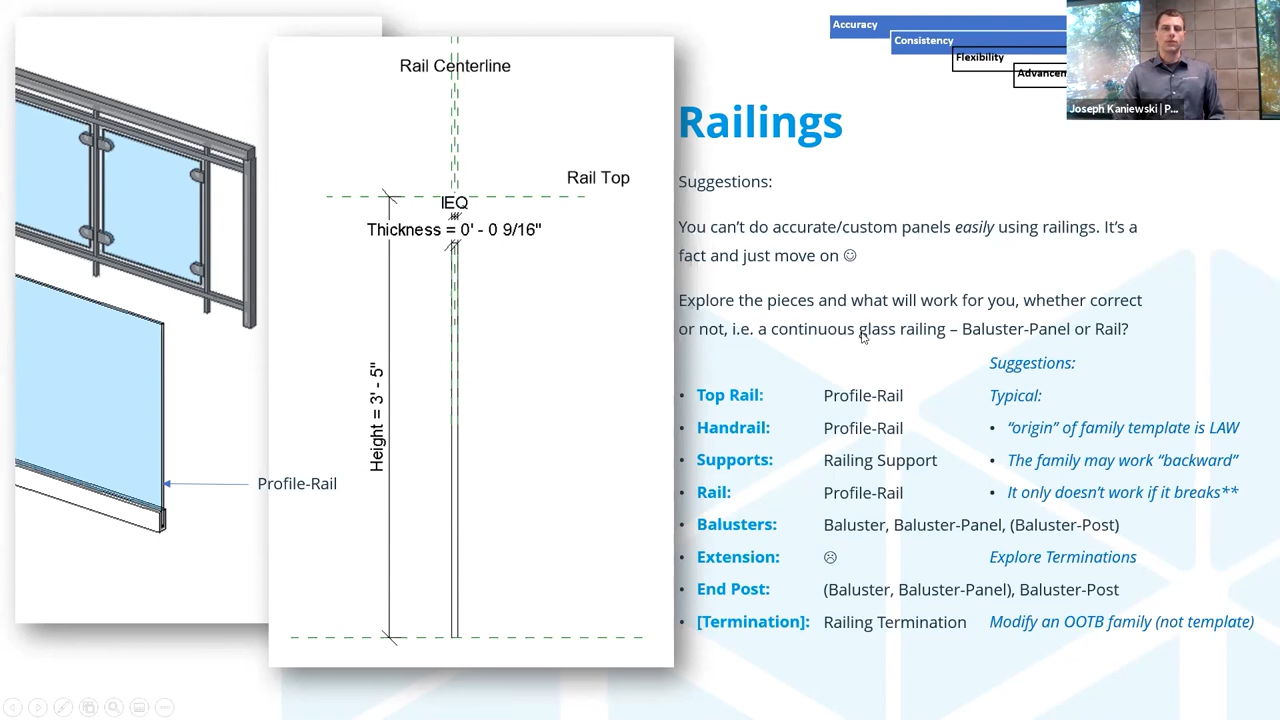 Accuracy
Consistency
Flexibility
Advancem
Joseph Kaniewski | P...
Rail Centerline
Rail Top
IEQ
Thickness = 0' - 0 9/16"
Height = 3' - 5"
Profile-Rail
Railings
Suggestions:
You can't do accurate/custom panels easily using railings. It's a
fact and just move on ☺
Explore the pieces and what will work for you, whether correct
or not, i.e. a continuous glass railing – Baluster-Panel or Rail?
Suggestions:
• Top Rail: Profile-Rail Typical:
• Handrail: Profile-Rail • "origin" of family template is LAW
• Supports: Railing Support • The family may work "backward"
• Rail: Profile-Rail • It only doesn't work if it breaks**
• Balusters: Baluster, Baluster-Panel, (Baluster-Post)
• Extension: ☹ Explore Terminations
• End Post: (Baluster, Baluster-Panel), Baluster-Post
• [Termination]: Railing Termination Modify an OOTB family (not template)